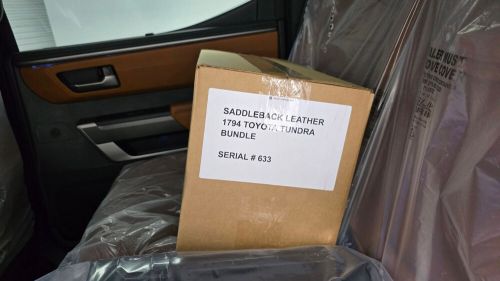 SADDLEBACK LEATHER
1794 TOYOTA TUNDRA
BUNDLE
SERIAL # 633